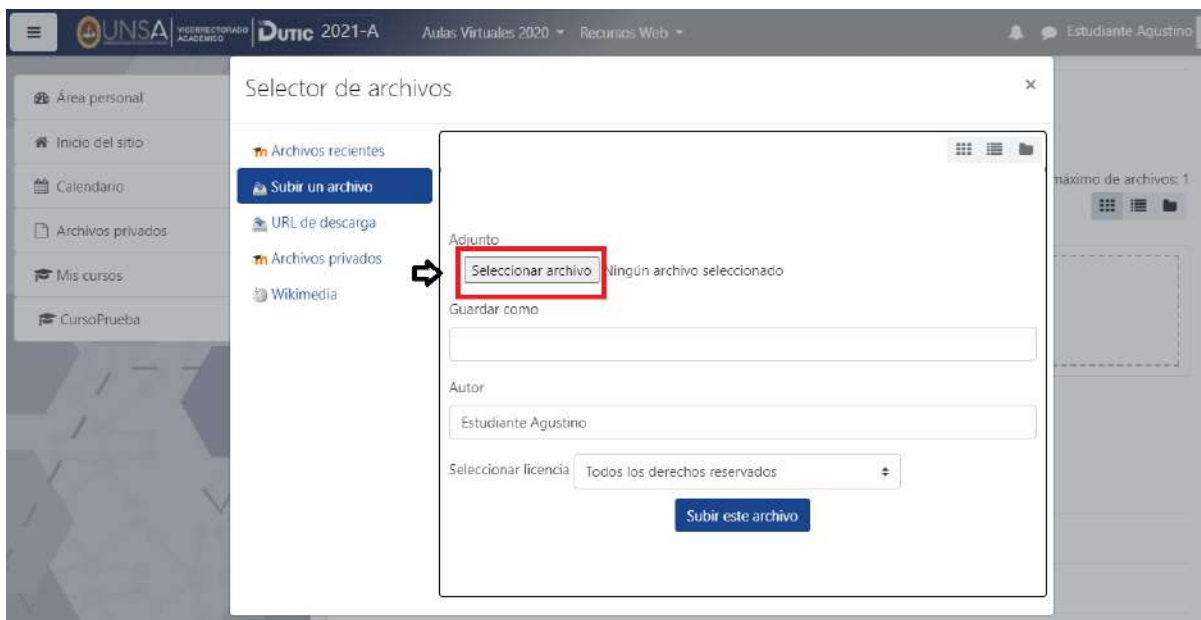 UNSA VICERRECTORADO ACADÉMICO DUTIC 2021-A Aulas Virtuales 2020 Recursos Web Estudiante Agustino
Selector de archivos ×
Área personal
Inicio del sitio
Calendario
Archivos privados
Mis cursos
CursoPrueba
Archivos recientes
Subir un archivo
URL de descarga
Archivos privados
Wikimedia
máximo de archivos: 1
Adjunto
Seleccionar archivo Ningún archivo seleccionado
Guardar como
Autor
Estudiante Agustino
Seleccionar licencia Todos los derechos reservados
Subir este archivo